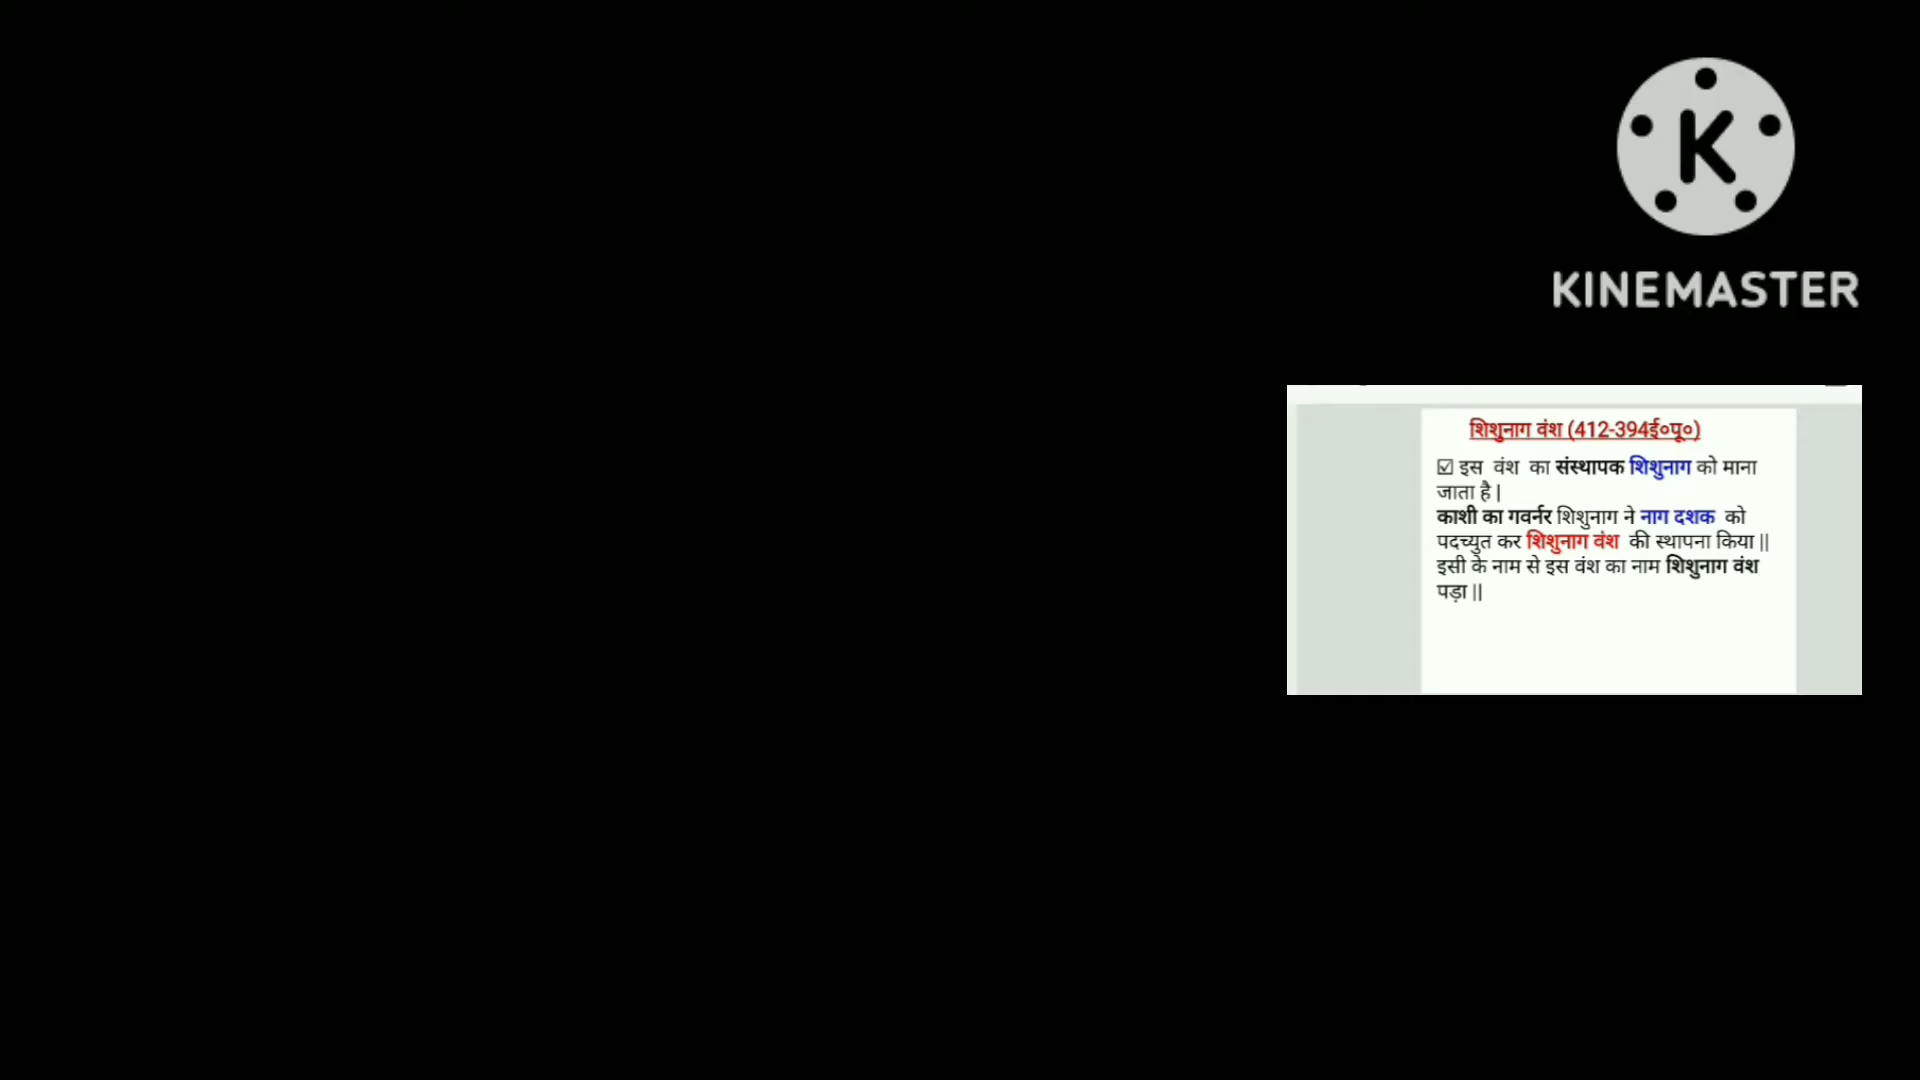 K
KINEMASTER
शिशुनाग वंश (412-394ई०पू०)
☑ इस वंश का संस्थापक शिशुनाग को माना
जाता है |
काशी का गवर्नर शिशुनाग ने नाग दशक को
पदच्युत कर शिशुनाग वंश की स्थापना किया ||
इसी के नाम से इस वंश का नाम शिशुनाग वंश
पड़ा ||